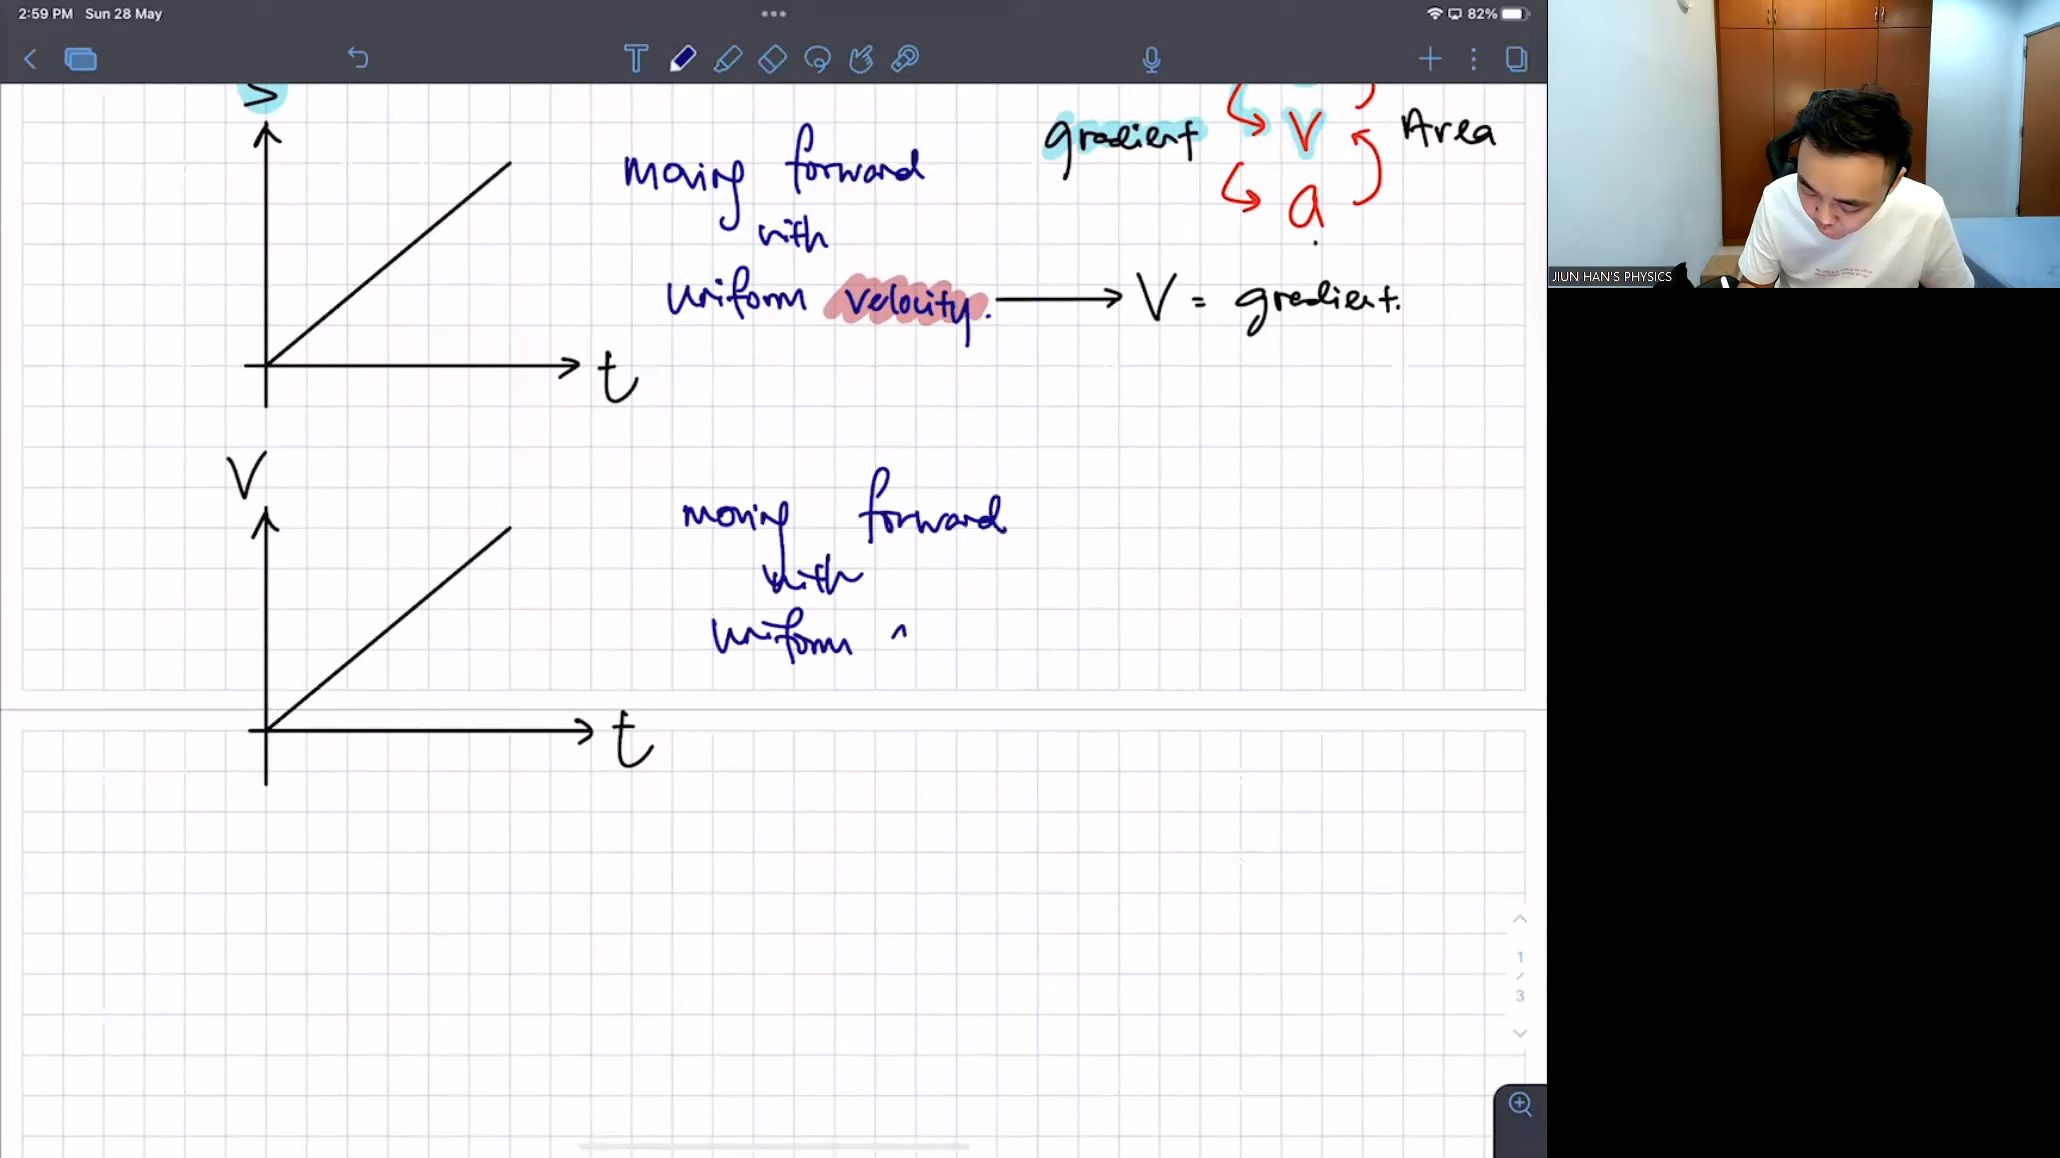 2:59 PM Sun 28 May
82%
gradient
V
Area
moving forward
with
a
uniform velocity. V = gradient.
t
V
moving forward
with
uniform
t
1
/
3
JIUN HAN'S PHYSICS